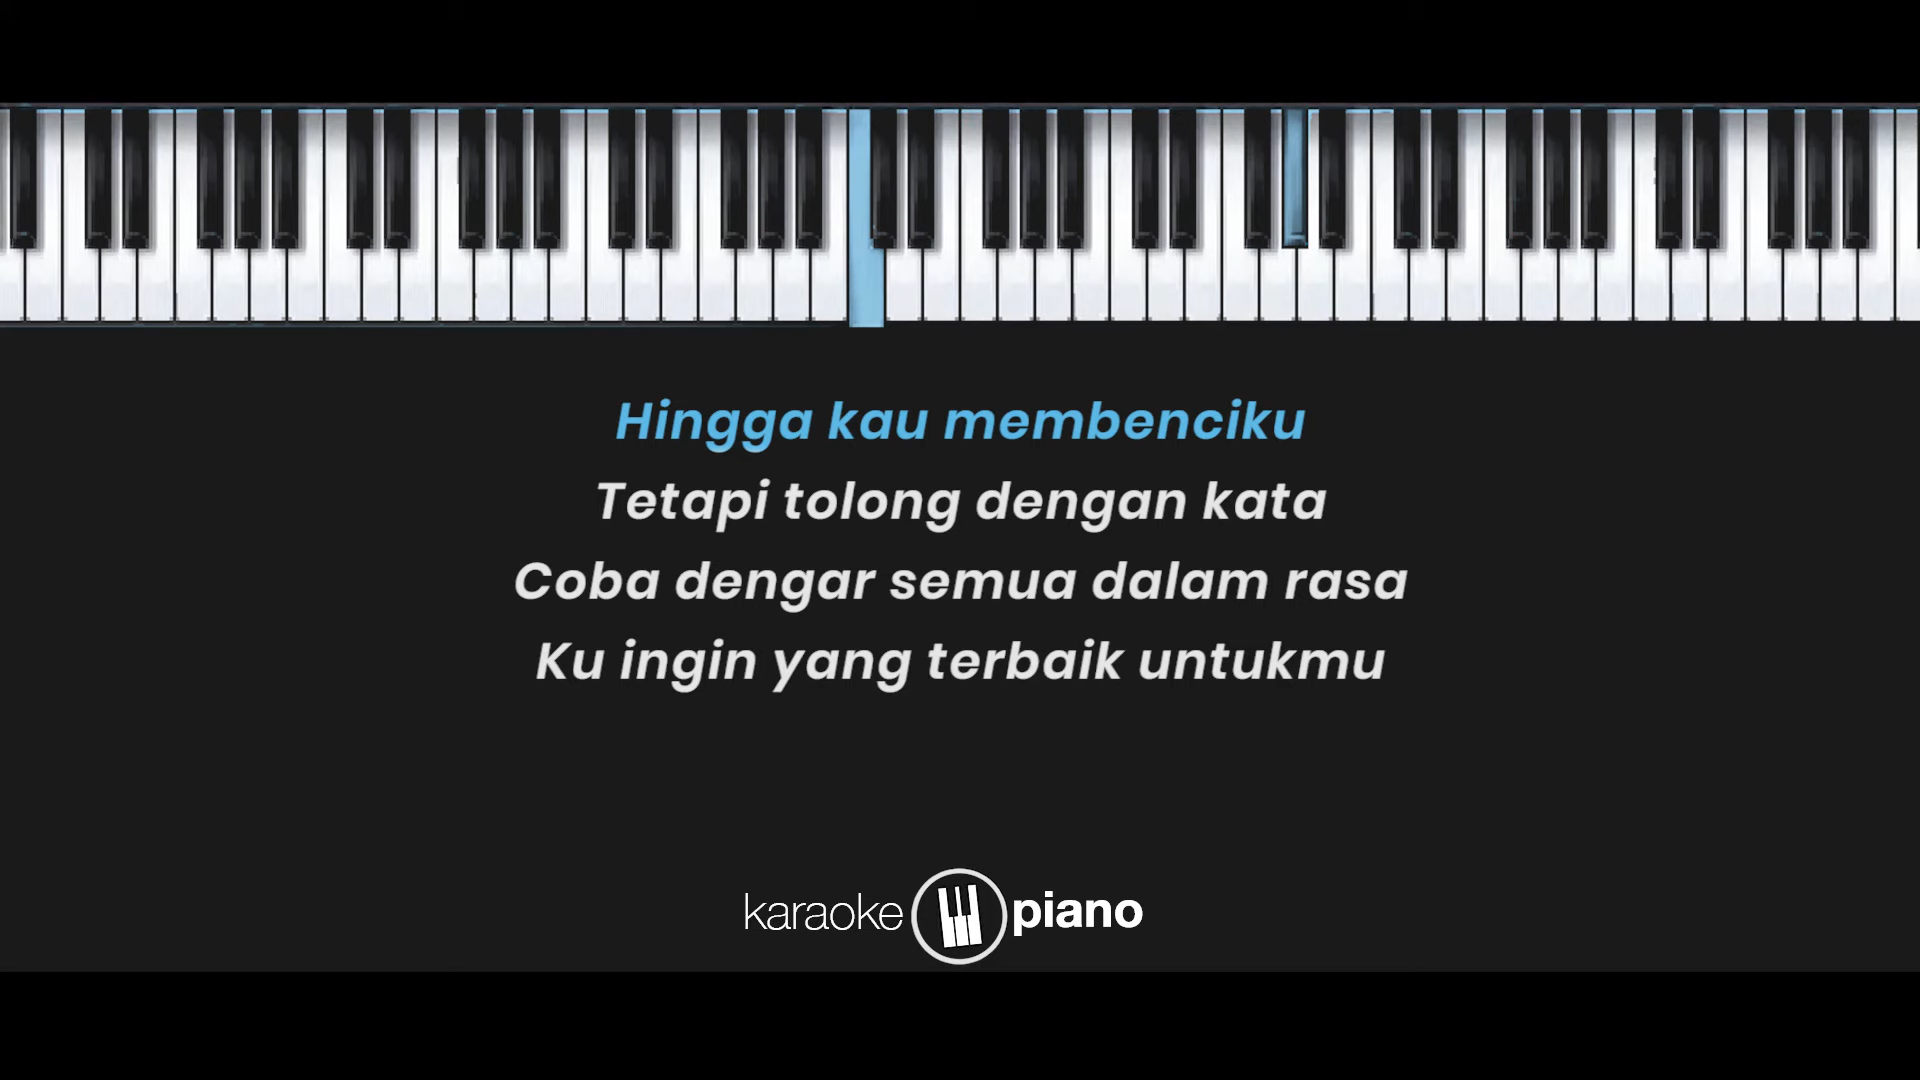 Hingga kau membenciku
Tetapi tolong dengan kata
Coba dengar semua dalam rasa
Ku ingin yang terbaik untukmu
karaoke piano